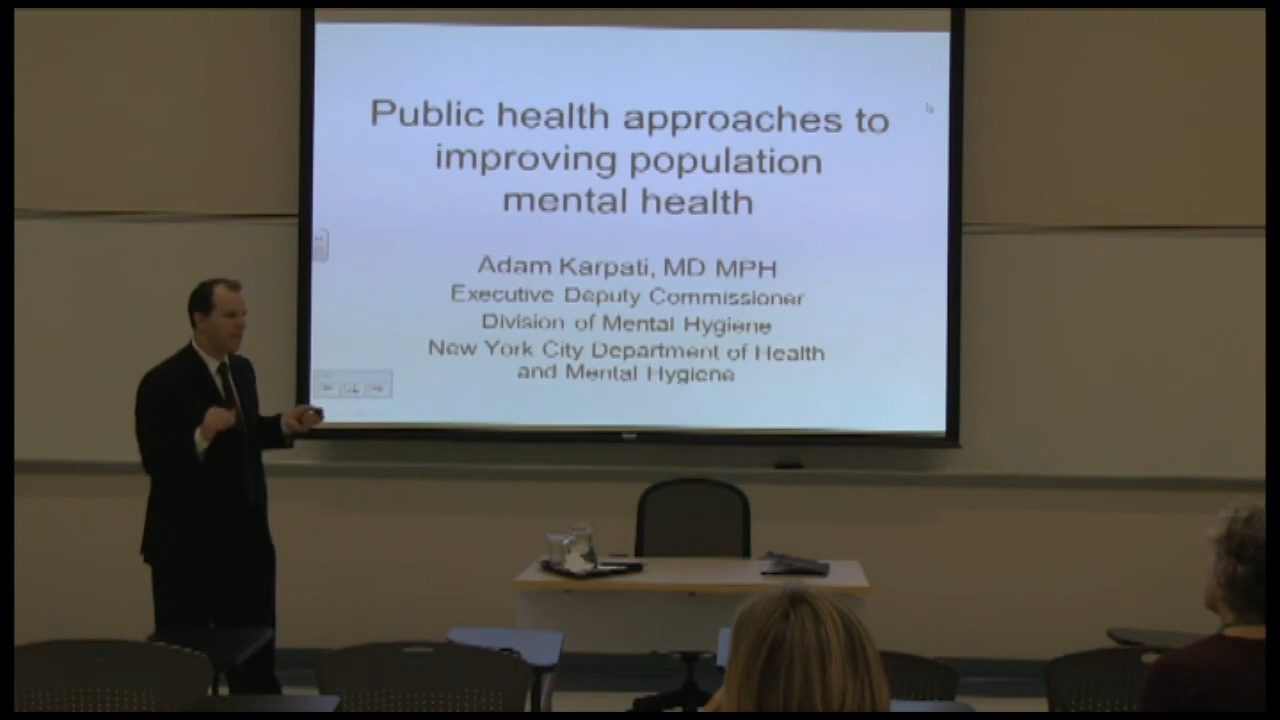 Public health approaches to
improving population
mental health
Adam Karpati, MD MPH
Executive Deputy Commissioner
Division of Mental Hygiene
New York City Department of Health
and Mental Hygiene